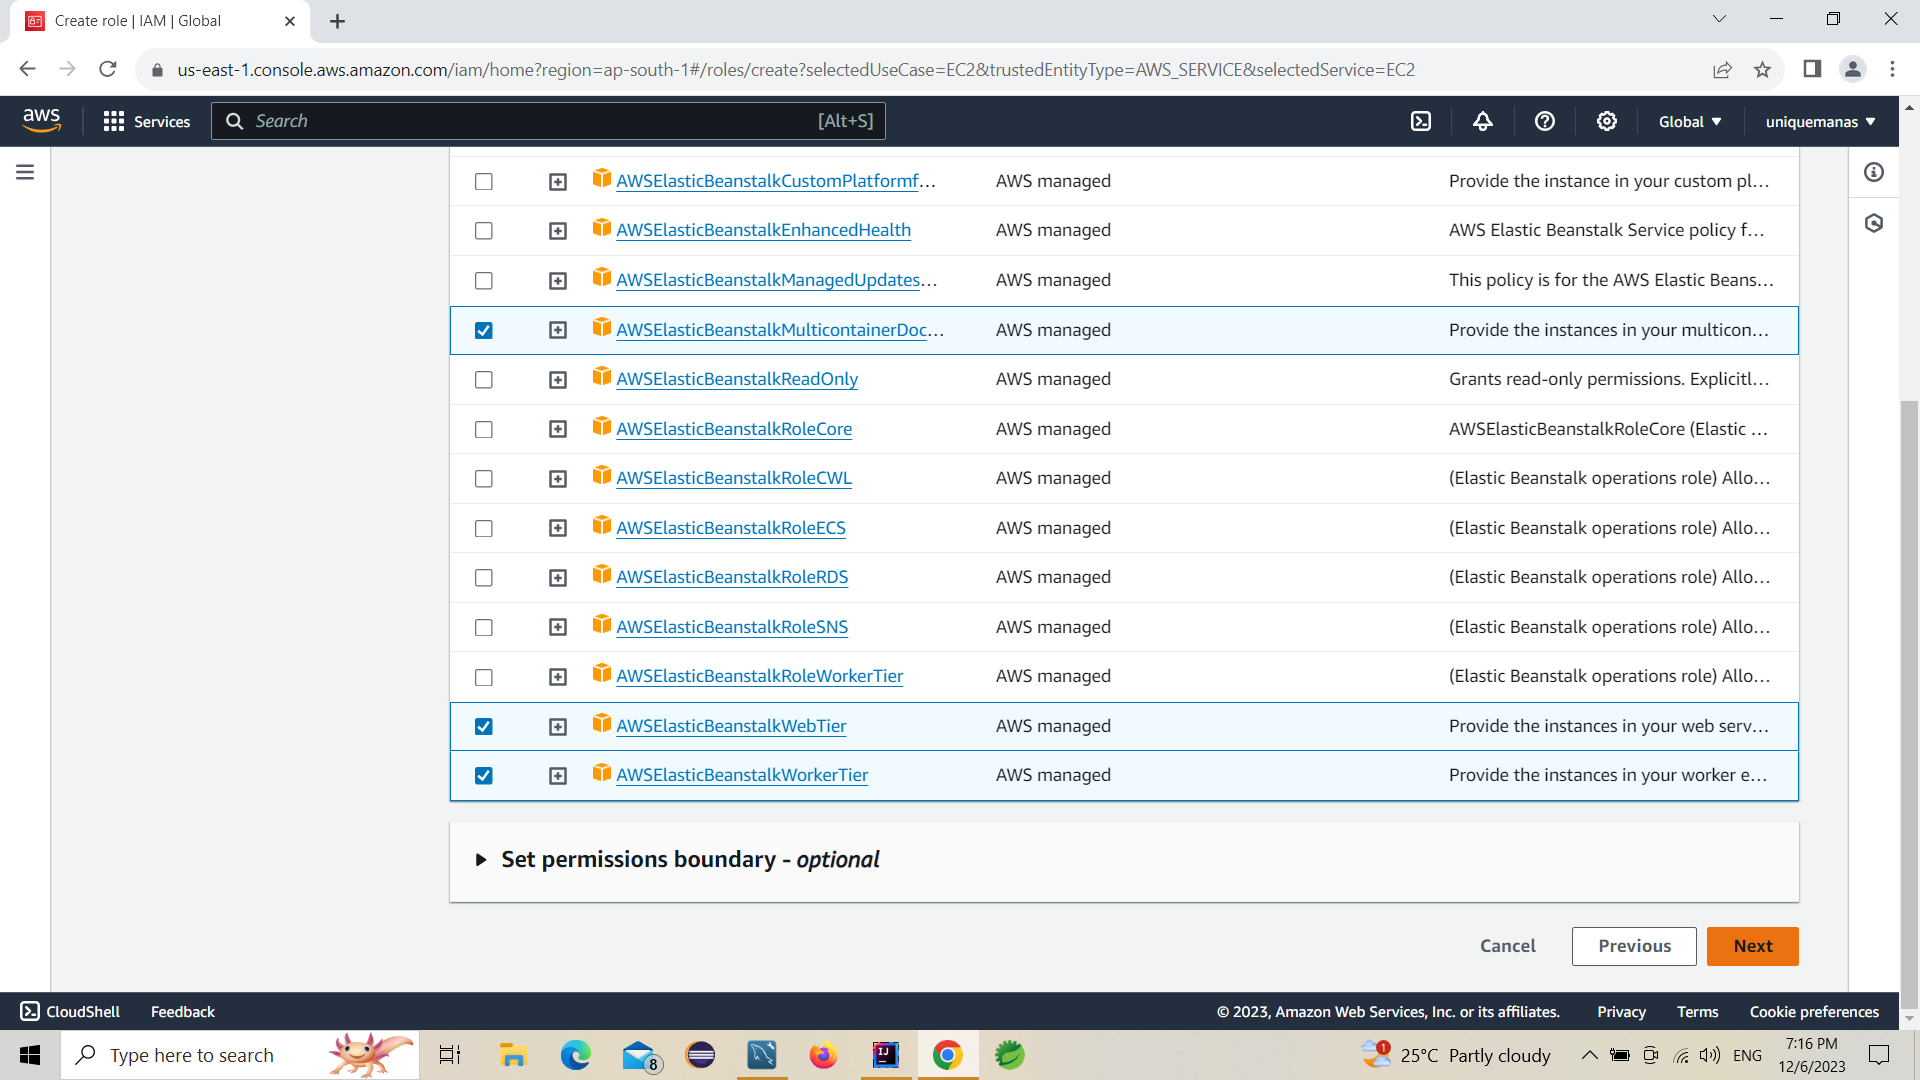 Create role | IAM | Global
us-east-1.console.aws.amazon.com/iam/home?region=ap-south-1#/roles/create?selectedUseCase=EC2&trustedEntityType=AWS_SERVICE&selectedService=EC2
aws Services Search [Alt+S] Global uniquemanas
AWSElasticBeanstalkCustomPlatformf... AWS managed Provide the instance in your custom pl...
AWSElasticBeanstalkEnhancedHealth AWS managed AWS Elastic Beanstalk Service policy f...
AWSElasticBeanstalkManagedUpdates... AWS managed This policy is for the AWS Elastic Beans...
AWSElasticBeanstalkMulticontainerDoc... AWS managed Provide the instances in your multicon...
AWSElasticBeanstalkReadOnly AWS managed Grants read-only permissions. Explicitl...
AWSElasticBeanstalkRoleCore AWS managed AWSElasticBeanstalkRoleCore (Elastic ...
AWSElasticBeanstalkRoleCWL AWS managed (Elastic Beanstalk operations role) Allo...
AWSElasticBeanstalkRoleECS AWS managed (Elastic Beanstalk operations role) Allo...
AWSElasticBeanstalkRoleRDS AWS managed (Elastic Beanstalk operations role) Allo...
AWSElasticBeanstalkRoleSNS AWS managed (Elastic Beanstalk operations role) Allo...
AWSElasticBeanstalkRoleWorkerTier AWS managed (Elastic Beanstalk operations role) Allo...
AWSElasticBeanstalkWebTier AWS managed Provide the instances in your web serv...
AWSElasticBeanstalkWorkerTier AWS managed Provide the instances in your worker e...
Set permissions boundary - optional
Cancel Previous Next
CloudShell Feedback © 2023, Amazon Web Services, Inc. or its affiliates. Privacy Terms Cookie preferences
Type here to search 8 IJ 1 25°C Partly cloudy ENG 7:16 PM
12/6/2023